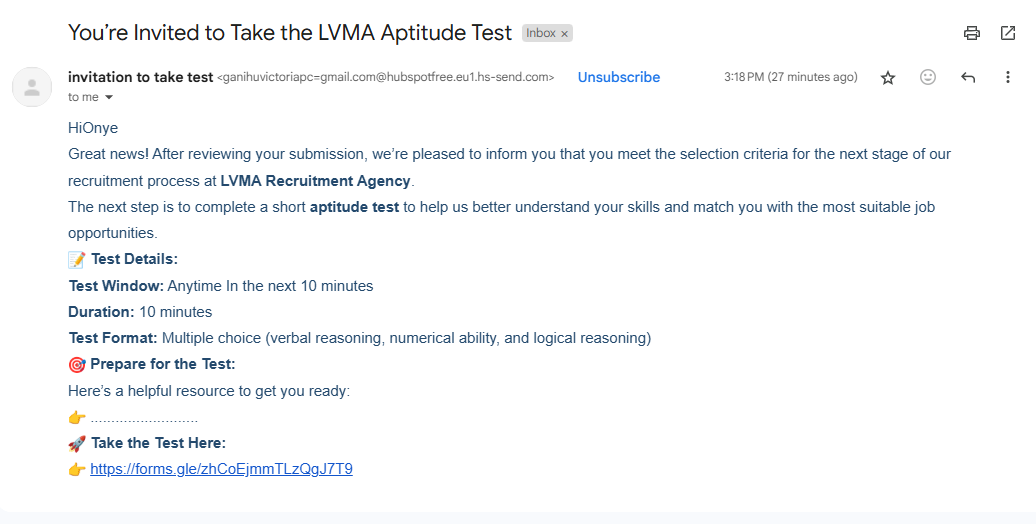 You're Invited to Take the LVMA Aptitude Test Inbox ×
invitation to take test <ganihuvictoriapc=gmail.com@hubspotfree.eu1.hs-send.com> Unsubscribe 3:18 PM (27 minutes ago)
to me
HiOnye
Great news! After reviewing your submission, we're pleased to inform you that you meet the selection criteria for the next stage of our
recruitment process at LVMA Recruitment Agency.
The next step is to complete a short aptitude test to help us better understand your skills and match you with the most suitable job
opportunities.
📝 Test Details:
Test Window: Anytime In the next 10 minutes
Duration: 10 minutes
Test Format: Multiple choice (verbal reasoning, numerical ability, and logical reasoning)
🎯 Prepare for the Test:
Here's a helpful resource to get you ready:
👉 ..........................
🚀 Take the Test Here:
👉 https://forms.gle/zhCoEjmmTLzQgJ7T9